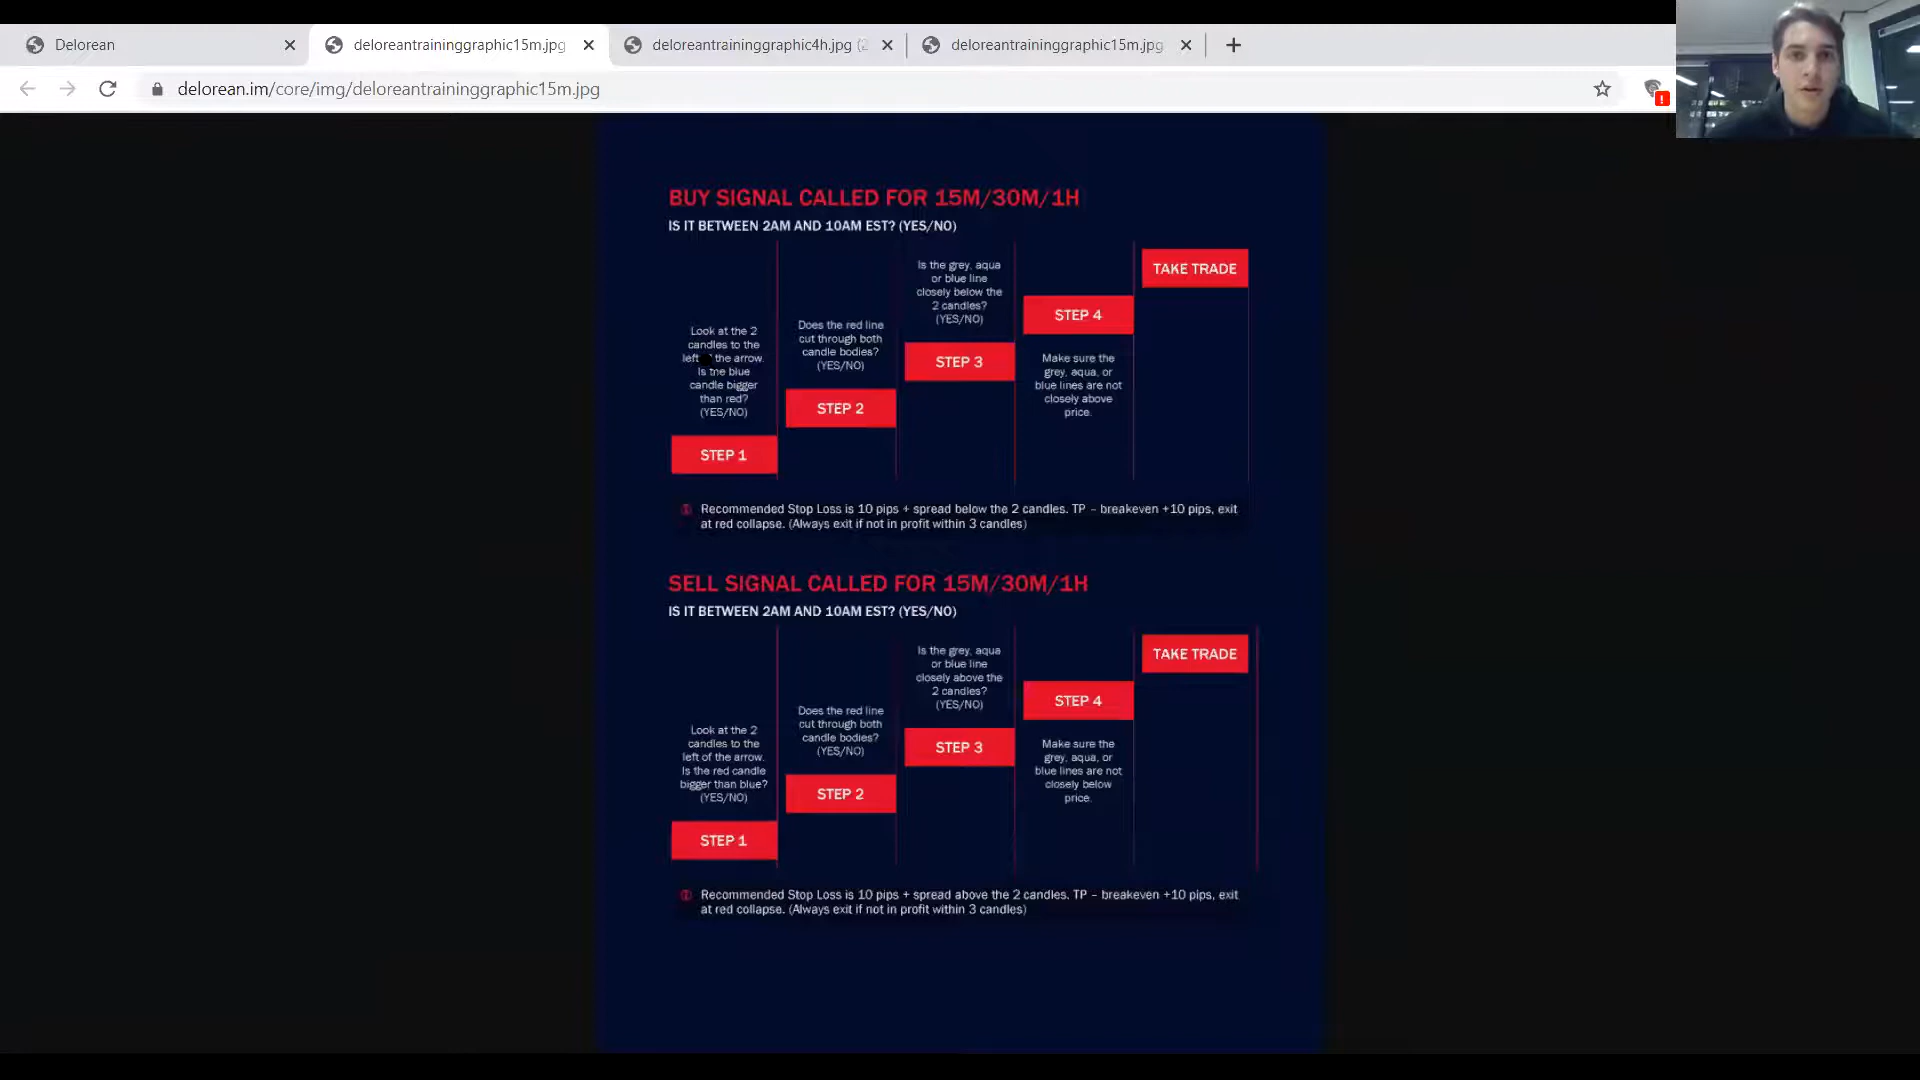 Delorean
deloreantraininggraphic15m.jpg
deloreantraininggraphic4h.jpg (2
deloreantraininggraphic15m.jpg
delorean.im/core/img/deloreantraininggraphic15m.jpg
BUY SIGNAL CALLED FOR 15M/30M/1H
IS IT BETWEEN 2AM AND 10AM EST? (YES/NO)
Look at the 2
candles to the
left the arrow.
Is the blue
candle bigger
than red?
(YES/NO)
STEP 1
Does the red line
cut through both
candle bodies?
(YES/NO)
STEP 2
Is the grey, aqua
or blue line
closely below the
2 candles?
(YES/NO)
STEP 3
STEP 4
Make sure the
grey, aqua, or
blue lines are not
closely above
price.
TAKE TRADE
Recommended Stop Loss is 10 pips + spread below the 2 candles. TP – breakeven +10 pips, exit
at red collapse. (Always exit if not in profit within 3 candles)
SELL SIGNAL CALLED FOR 15M/30M/1H
IS IT BETWEEN 2AM AND 10AM EST? (YES/NO)
Look at the 2
candles to the
left of the arrow.
Is the red candle
bigger than blue?
(YES/NO)
STEP 1
Does the red line
cut through both
candle bodies?
(YES/NO)
STEP 2
Is the grey, aqua
or blue line
closely above the
2 candles?
(YES/NO)
STEP 3
STEP 4
Make sure the
grey, aqua, or
blue lines are not
closely below
price.
TAKE TRADE
Recommended Stop Loss is 10 pips + spread above the 2 candles. TP – breakeven +10 pips, exit
at red collapse. (Always exit if not in profit within 3 candles)